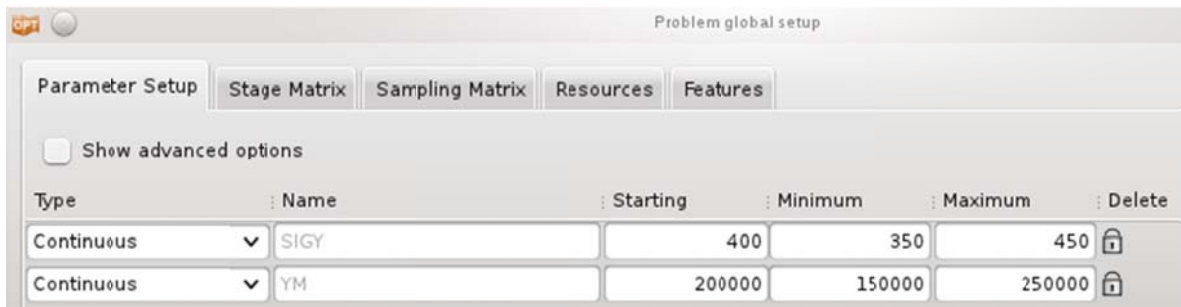 OPT Problem global setup
Parameter Setup Stage Matrix Sampling Matrix Resources Features
Show advanced options
Type Name Starting Minimum Maximum Delete
Continuous SIGY 400 350 450
Continuous YM 200000 150000 250000